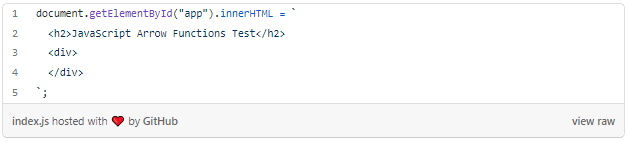 1 document.getElementById("app").innerHTML = `
2   <h2>JavaScript Arrow Functions Test</h2>
3   <div>
4   </div>
5 `;
index.js hosted with ❤ by GitHub view raw